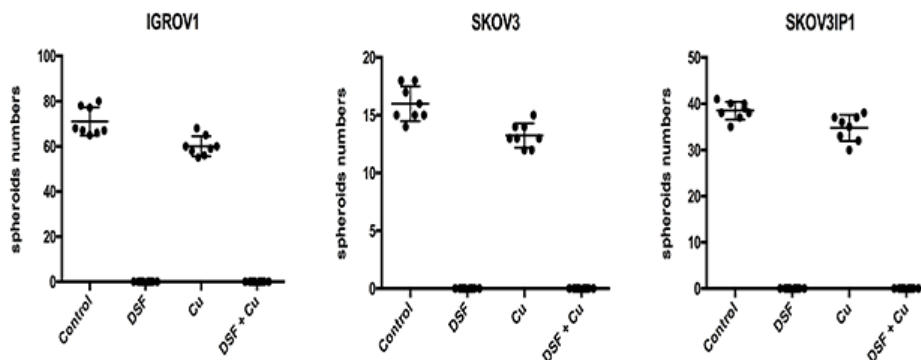 IGROV1
spheroids numbers
100
80
60
40
20
0
Control
DSF
Cu
DSF + Cu
SKOV3
spheroids numbers
20
15
10
5
0
Control
DSF
Cu
DSF + Cu
SKOV3IP1
spheroids numbers
50
40
30
20
10
0
Control
DSF
Cu
DSF + Cu